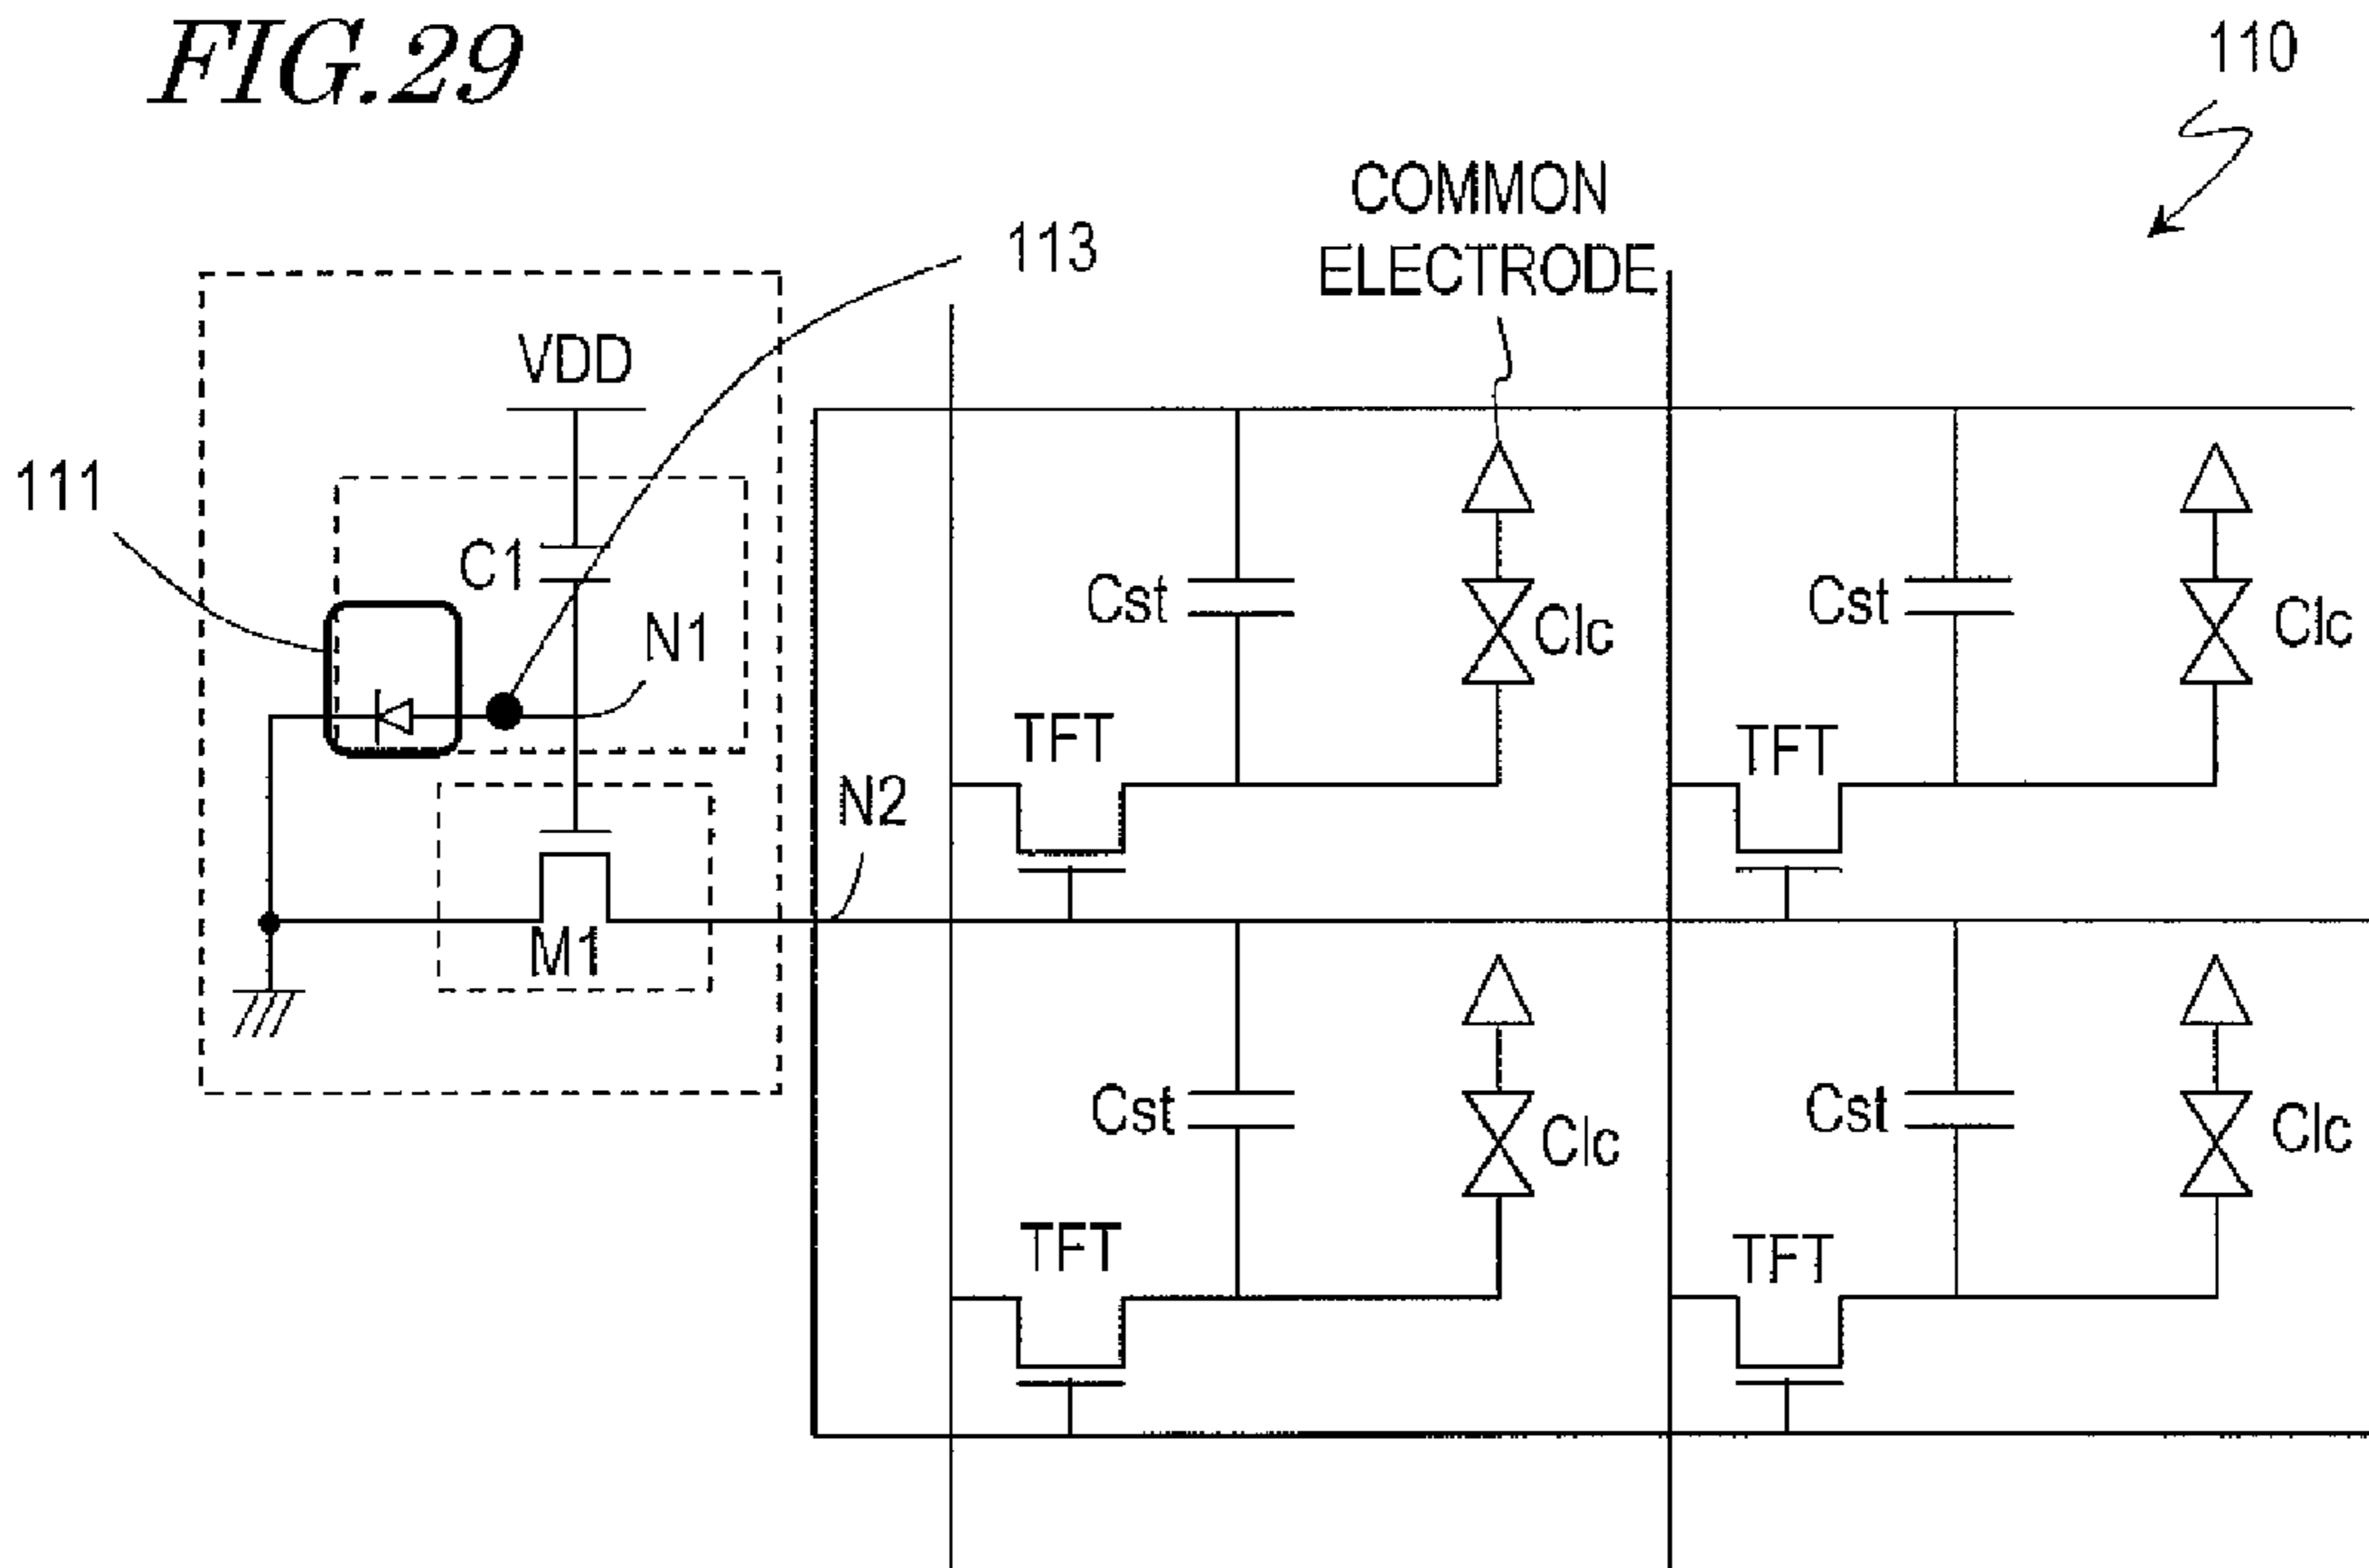 FIG.29
110
COMMON
ELECTRODE
113
VDD
111
C1
N1
Cst
Clc
Cst
Clc
TFT
TFT
N2
M1
Cst
Clc
Cst
Clc
TFT
TFT